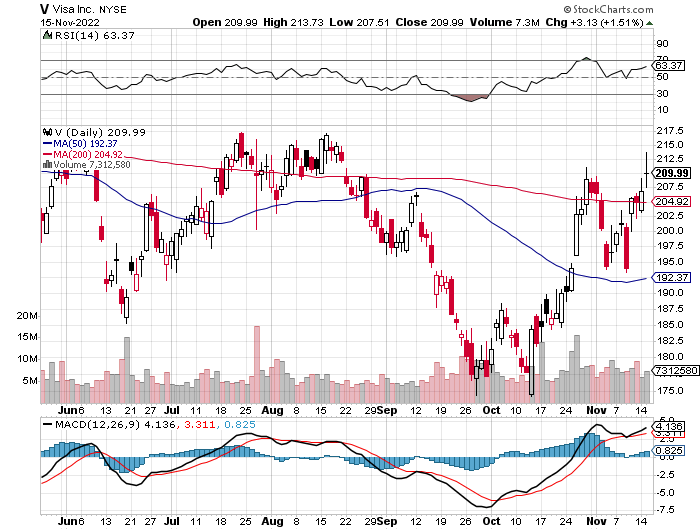 V Visa Inc. NYSE © StockCharts.com
15-Nov-2022 Open 209.99 High 213.73 Low 207.51 Close 209.99 Volume 7.3M Chg +3.13 (+1.51%)
RSI(14) 63.37
90
70
63.37
50
30
10
V (Daily) 209.99
MA(50) 192.37
MA(200) 204.92
Volume 7,312,580
217.5
215.0
212.5
209.99
207.5
204.92
202.5
200.0
197.5
195.0
192.37
190.0
187.5
185.0
182.5
180.0
177.5
7312580
175.0
20M
15M
10M
5M
Jun 6 13 21 27 Jul 11 18 25 Aug 8 15 22 29 Sep 12 19 26 Oct 10 17 24 Nov 7 14
MACD(12,26,9) 4.136, 3.311, 0.825
4.136
3.311
2.5
0.825
0.0
-2.5
-5.0
-7.5
Jun 6 13 21 27 Jul 11 18 25 Aug 8 15 22 29 Sep 12 19 26 Oct 10 17 24 Nov 7 14